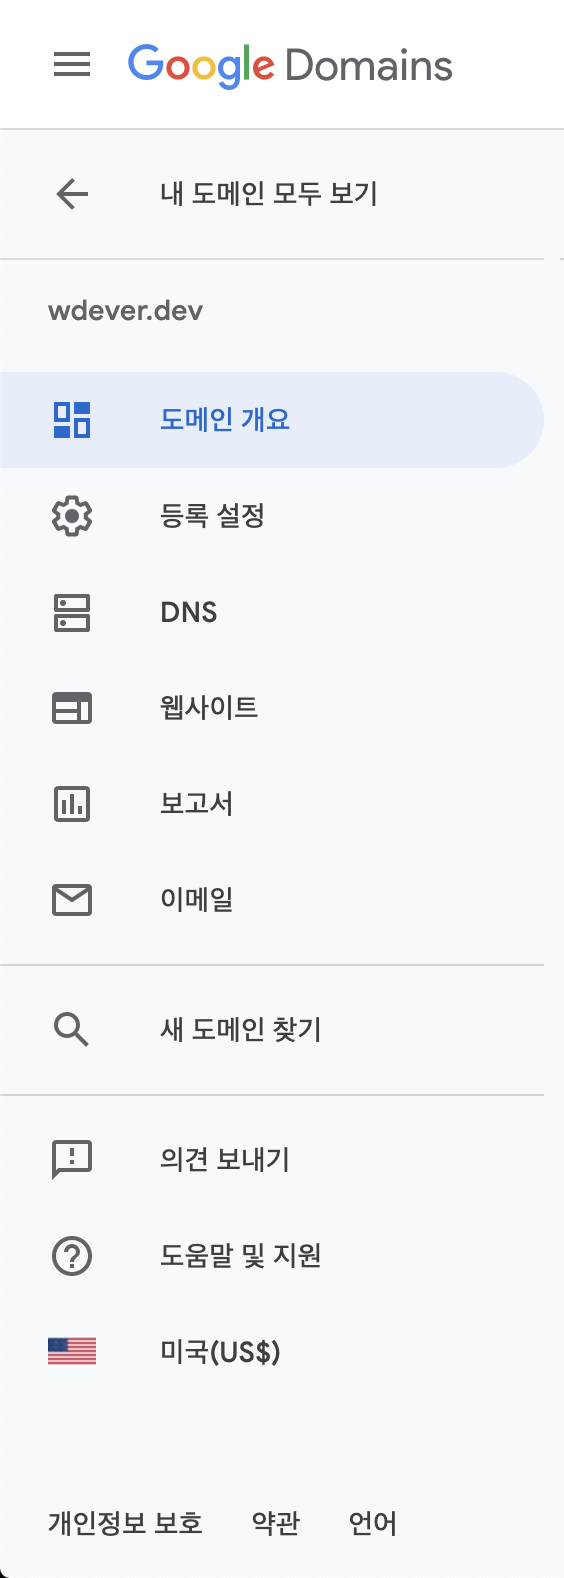 Google Domains
내 도메인 모두 보기
wdever.dev
도메인 개요
등록 설정
DNS
웹사이트
보고서
이메일
새 도메인 찾기
의견 보내기
도움말 및 지원
미국(US$)
개인정보 보호 약관 언어